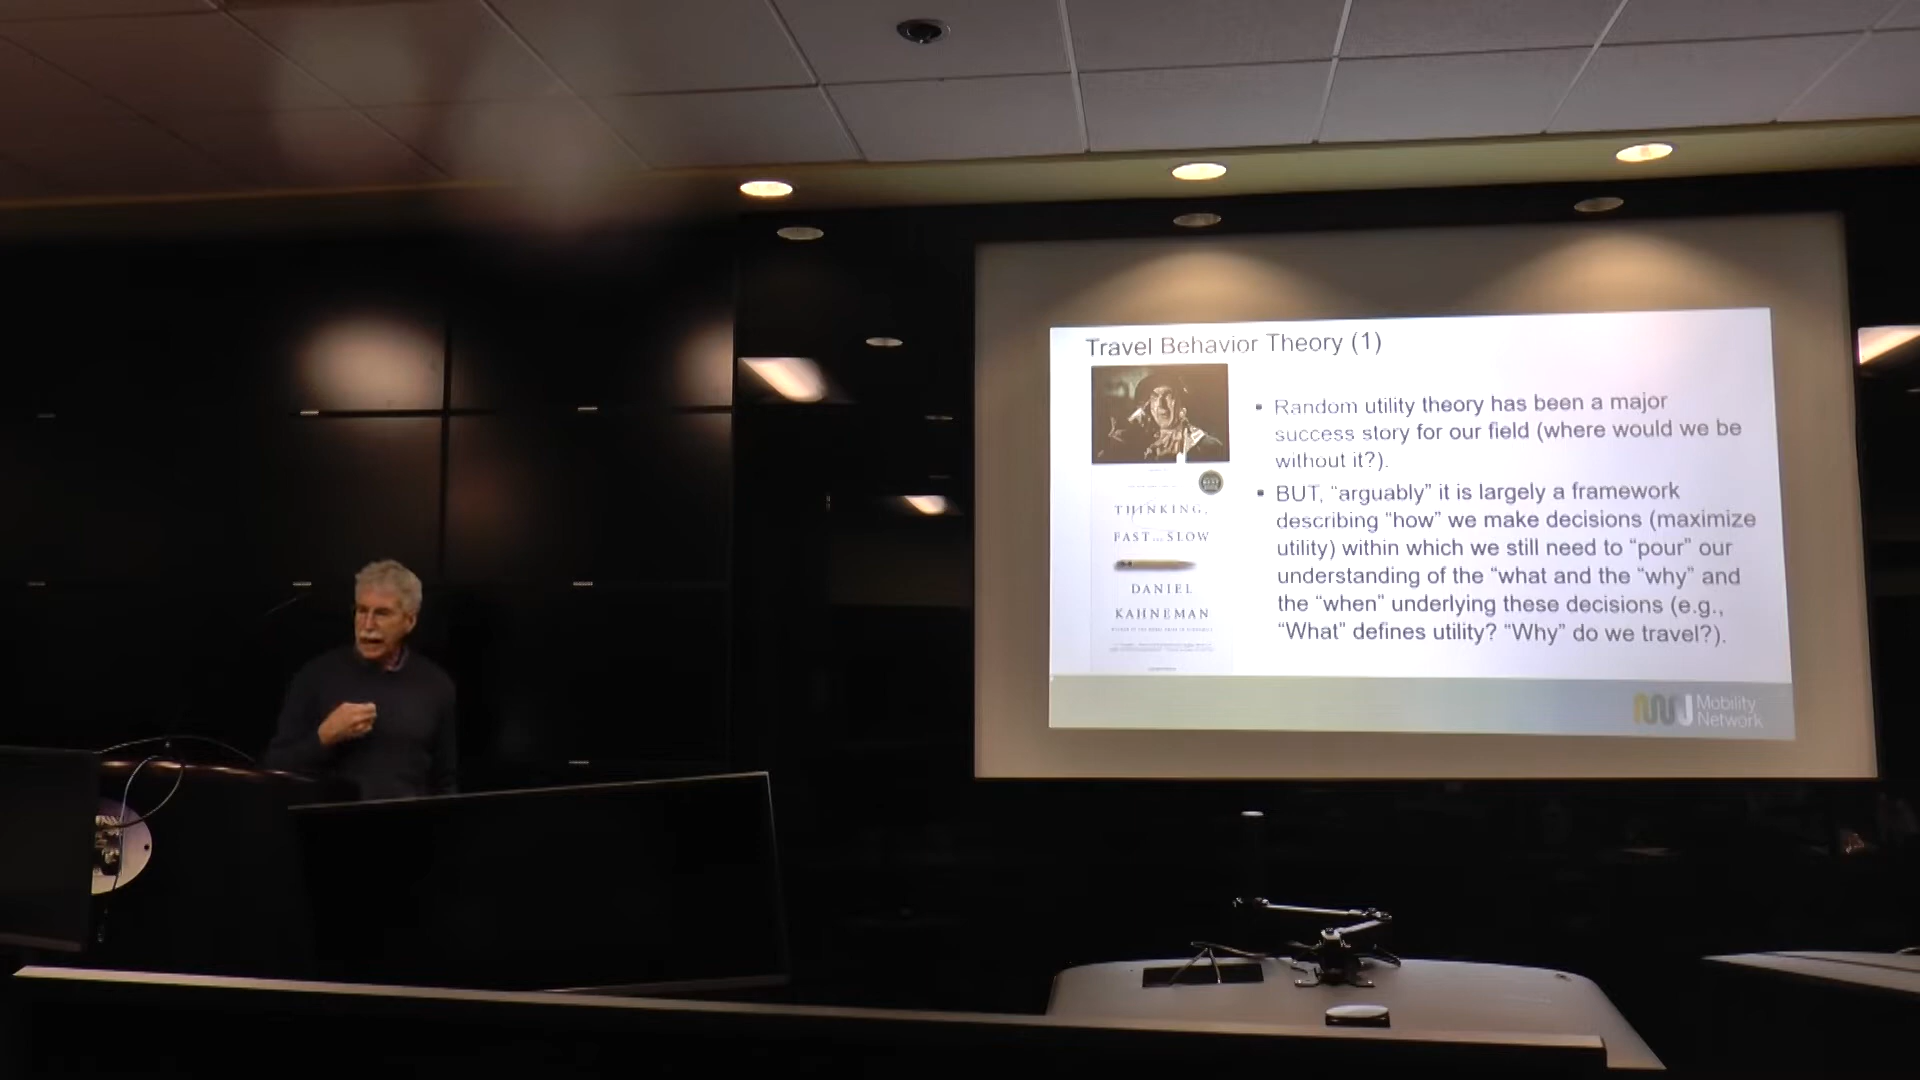 Travel Behavior Theory (1)
▪ Random utility theory has been a major
success story for our field (where would we be
without it?).
▪ BUT, “arguably” it is largely a framework
describing “how” we make decisions (maximize
utility) within which we still need to “pour” our
understanding of the “what and the “why” and
the “when” underlying these decisions (e.g.,
“What” defines utility? “Why” do we travel?).
THINKING,
FAST AND SLOW
DANIEL
KAHNEMAN
Mobility
Network